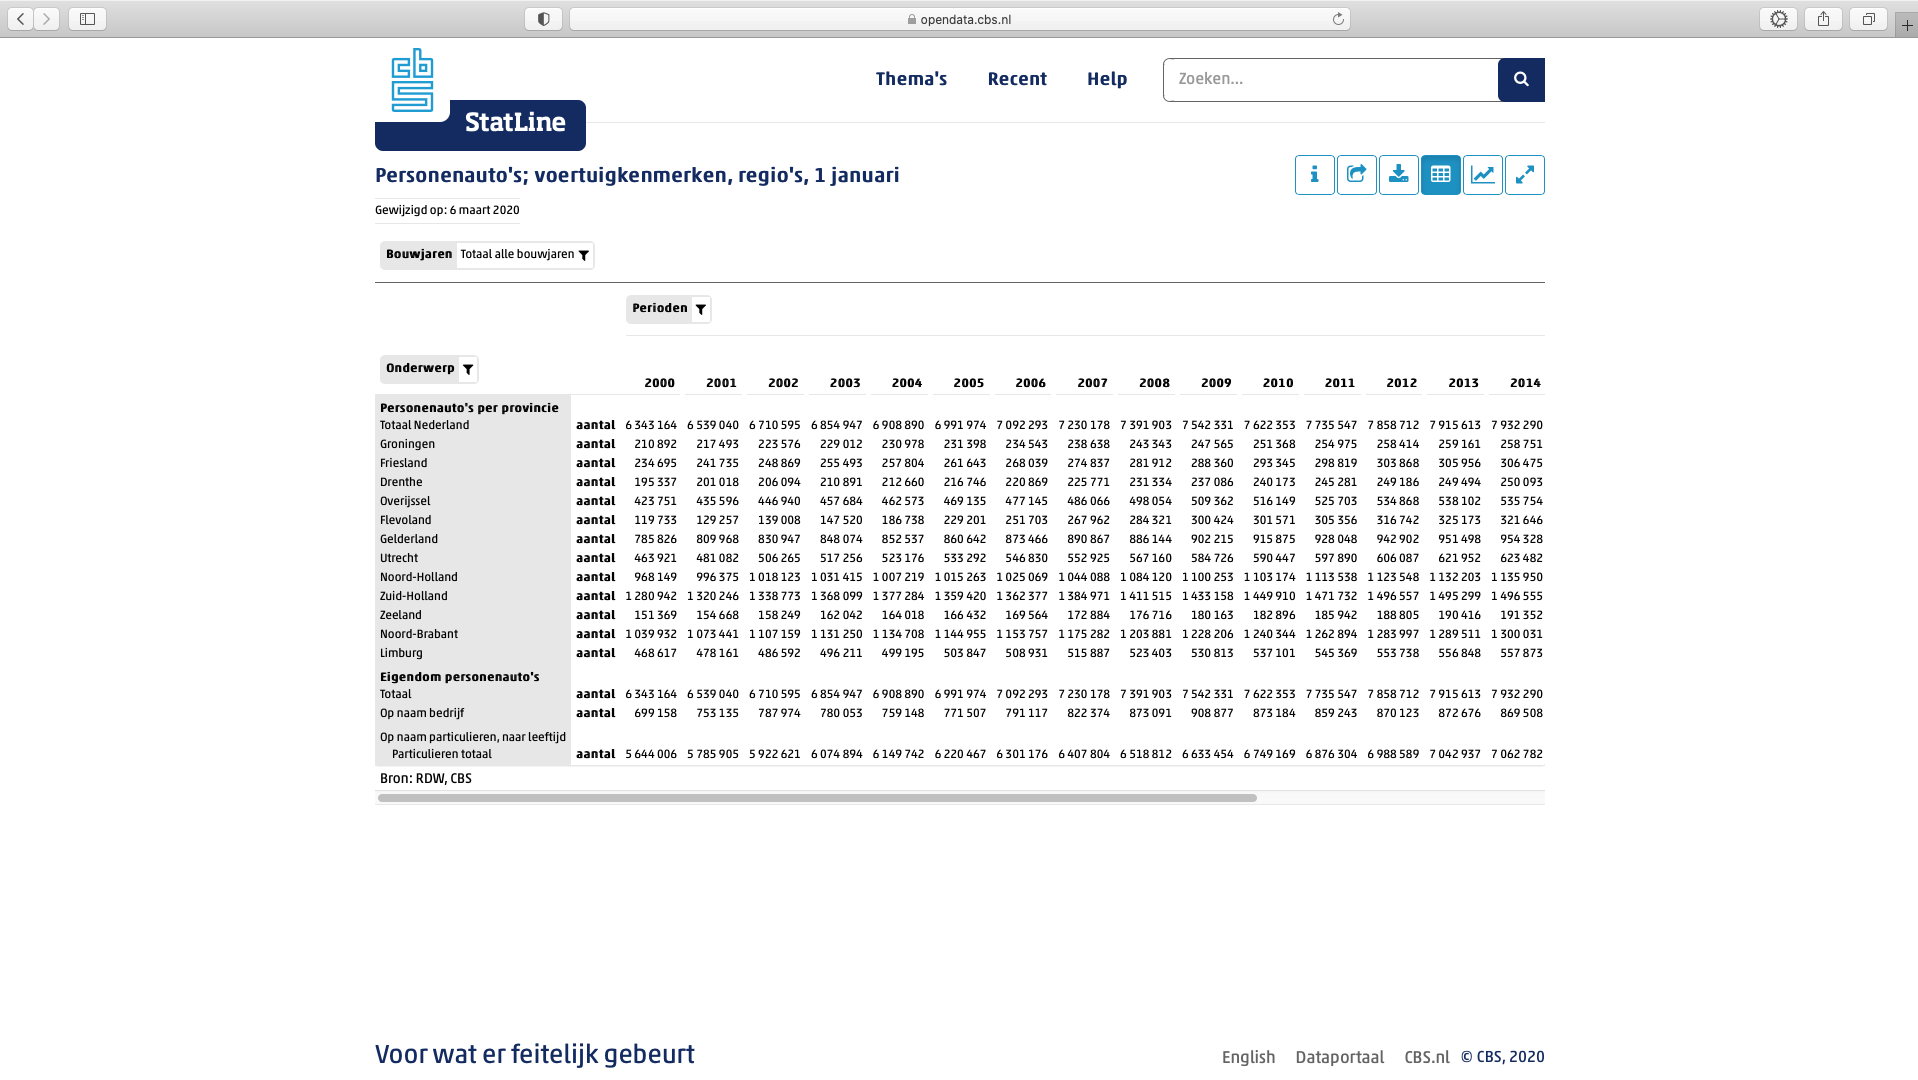 opendata.cbs.nl
cbs
StatLine
Thema's Recent Help Zoeken...
Personenauto's; voertuigkenmerken, regio's, 1 januari
Gewijzigd op: 6 maart 2020
Bouwjaren Totaal alle bouwjaren
Perioden
Onderwerp
2000 2001 2002 2003 2004 2005 2006 2007 2008 2009 2010 2011 2012 2013 2014
Personenauto's per provincie
Totaal Nederland aantal 6 343 164 6 539 040 6 710 595 6 854 947 6 908 890 6 991 974 7 092 293 7 230 178 7 391 903 7 542 331 7 622 353 7 735 547 7 858 712 7 915 613 7 932 290
Groningen aantal 210 892 217 493 223 576 229 012 230 978 231 398 234 543 238 638 243 343 247 565 251 368 254 975 258 414 259 161 258 751
Friesland aantal 234 695 241 735 248 869 255 493 257 804 261 643 268 039 274 837 281 912 288 360 293 345 298 819 303 868 305 956 306 475
Drenthe aantal 195 337 201 018 206 094 210 891 212 660 216 746 220 869 225 771 231 334 237 086 240 173 245 281 249 186 249 494 250 093
Overijssel aantal 423 751 435 596 446 940 457 684 462 573 469 135 477 145 486 066 498 054 509 362 516 149 525 703 534 868 538 102 535 754
Flevoland aantal 119 733 129 257 139 008 147 520 186 738 229 201 251 703 267 962 284 321 300 424 301 571 305 356 316 742 325 173 321 646
Gelderland aantal 785 826 809 968 830 947 848 074 852 537 860 642 873 466 890 867 886 144 902 215 915 875 928 048 942 902 951 498 954 328
Utrecht aantal 463 921 481 082 506 265 517 256 523 176 533 292 546 830 552 925 567 160 584 726 590 447 597 890 606 087 621 952 623 482
Noord-Holland aantal 968 149 996 375 1 018 123 1 031 415 1 007 219 1 015 263 1 025 069 1 044 088 1 084 120 1 100 253 1 103 174 1 113 538 1 123 548 1 132 203 1 135 950
Zuid-Holland aantal 1 280 942 1 320 246 1 338 773 1 368 099 1 377 284 1 359 420 1 362 377 1 384 971 1 411 515 1 433 158 1 449 910 1 471 732 1 496 557 1 495 299 1 496 555
Zeeland aantal 151 369 154 668 158 249 162 042 164 018 166 432 169 564 172 884 176 716 180 163 182 896 185 942 188 805 190 416 191 352
Noord-Brabant aantal 1 039 932 1 073 441 1 107 159 1 131 250 1 134 708 1 144 955 1 153 757 1 175 282 1 203 881 1 228 206 1 240 344 1 262 894 1 283 997 1 289 511 1 300 031
Limburg aantal 468 617 478 161 486 592 496 211 499 195 503 847 508 931 515 887 523 403 530 813 537 101 545 369 553 738 556 848 557 873
Eigendom personenauto's
Totaal aantal 6 343 164 6 539 040 6 710 595 6 854 947 6 908 890 6 991 974 7 092 293 7 230 178 7 391 903 7 542 331 7 622 353 7 735 547 7 858 712 7 915 613 7 932 290
Op naam bedrijf aantal 699 158 753 135 787 974 780 053 759 148 771 507 791 117 822 374 873 091 908 877 873 184 859 243 870 123 872 676 869 508
Op naam particulieren, naar leeftijd
Particulieren totaal aantal 5 644 006 5 785 905 5 922 621 6 074 894 6 149 742 6 220 467 6 301 176 6 407 804 6 518 812 6 633 454 6 749 169 6 876 304 6 988 589 7 042 937 7 062 782
Bron: RDW, CBS
Voor wat er feitelijk gebeurt
English Dataportaal CBS.nl © CBS, 2020